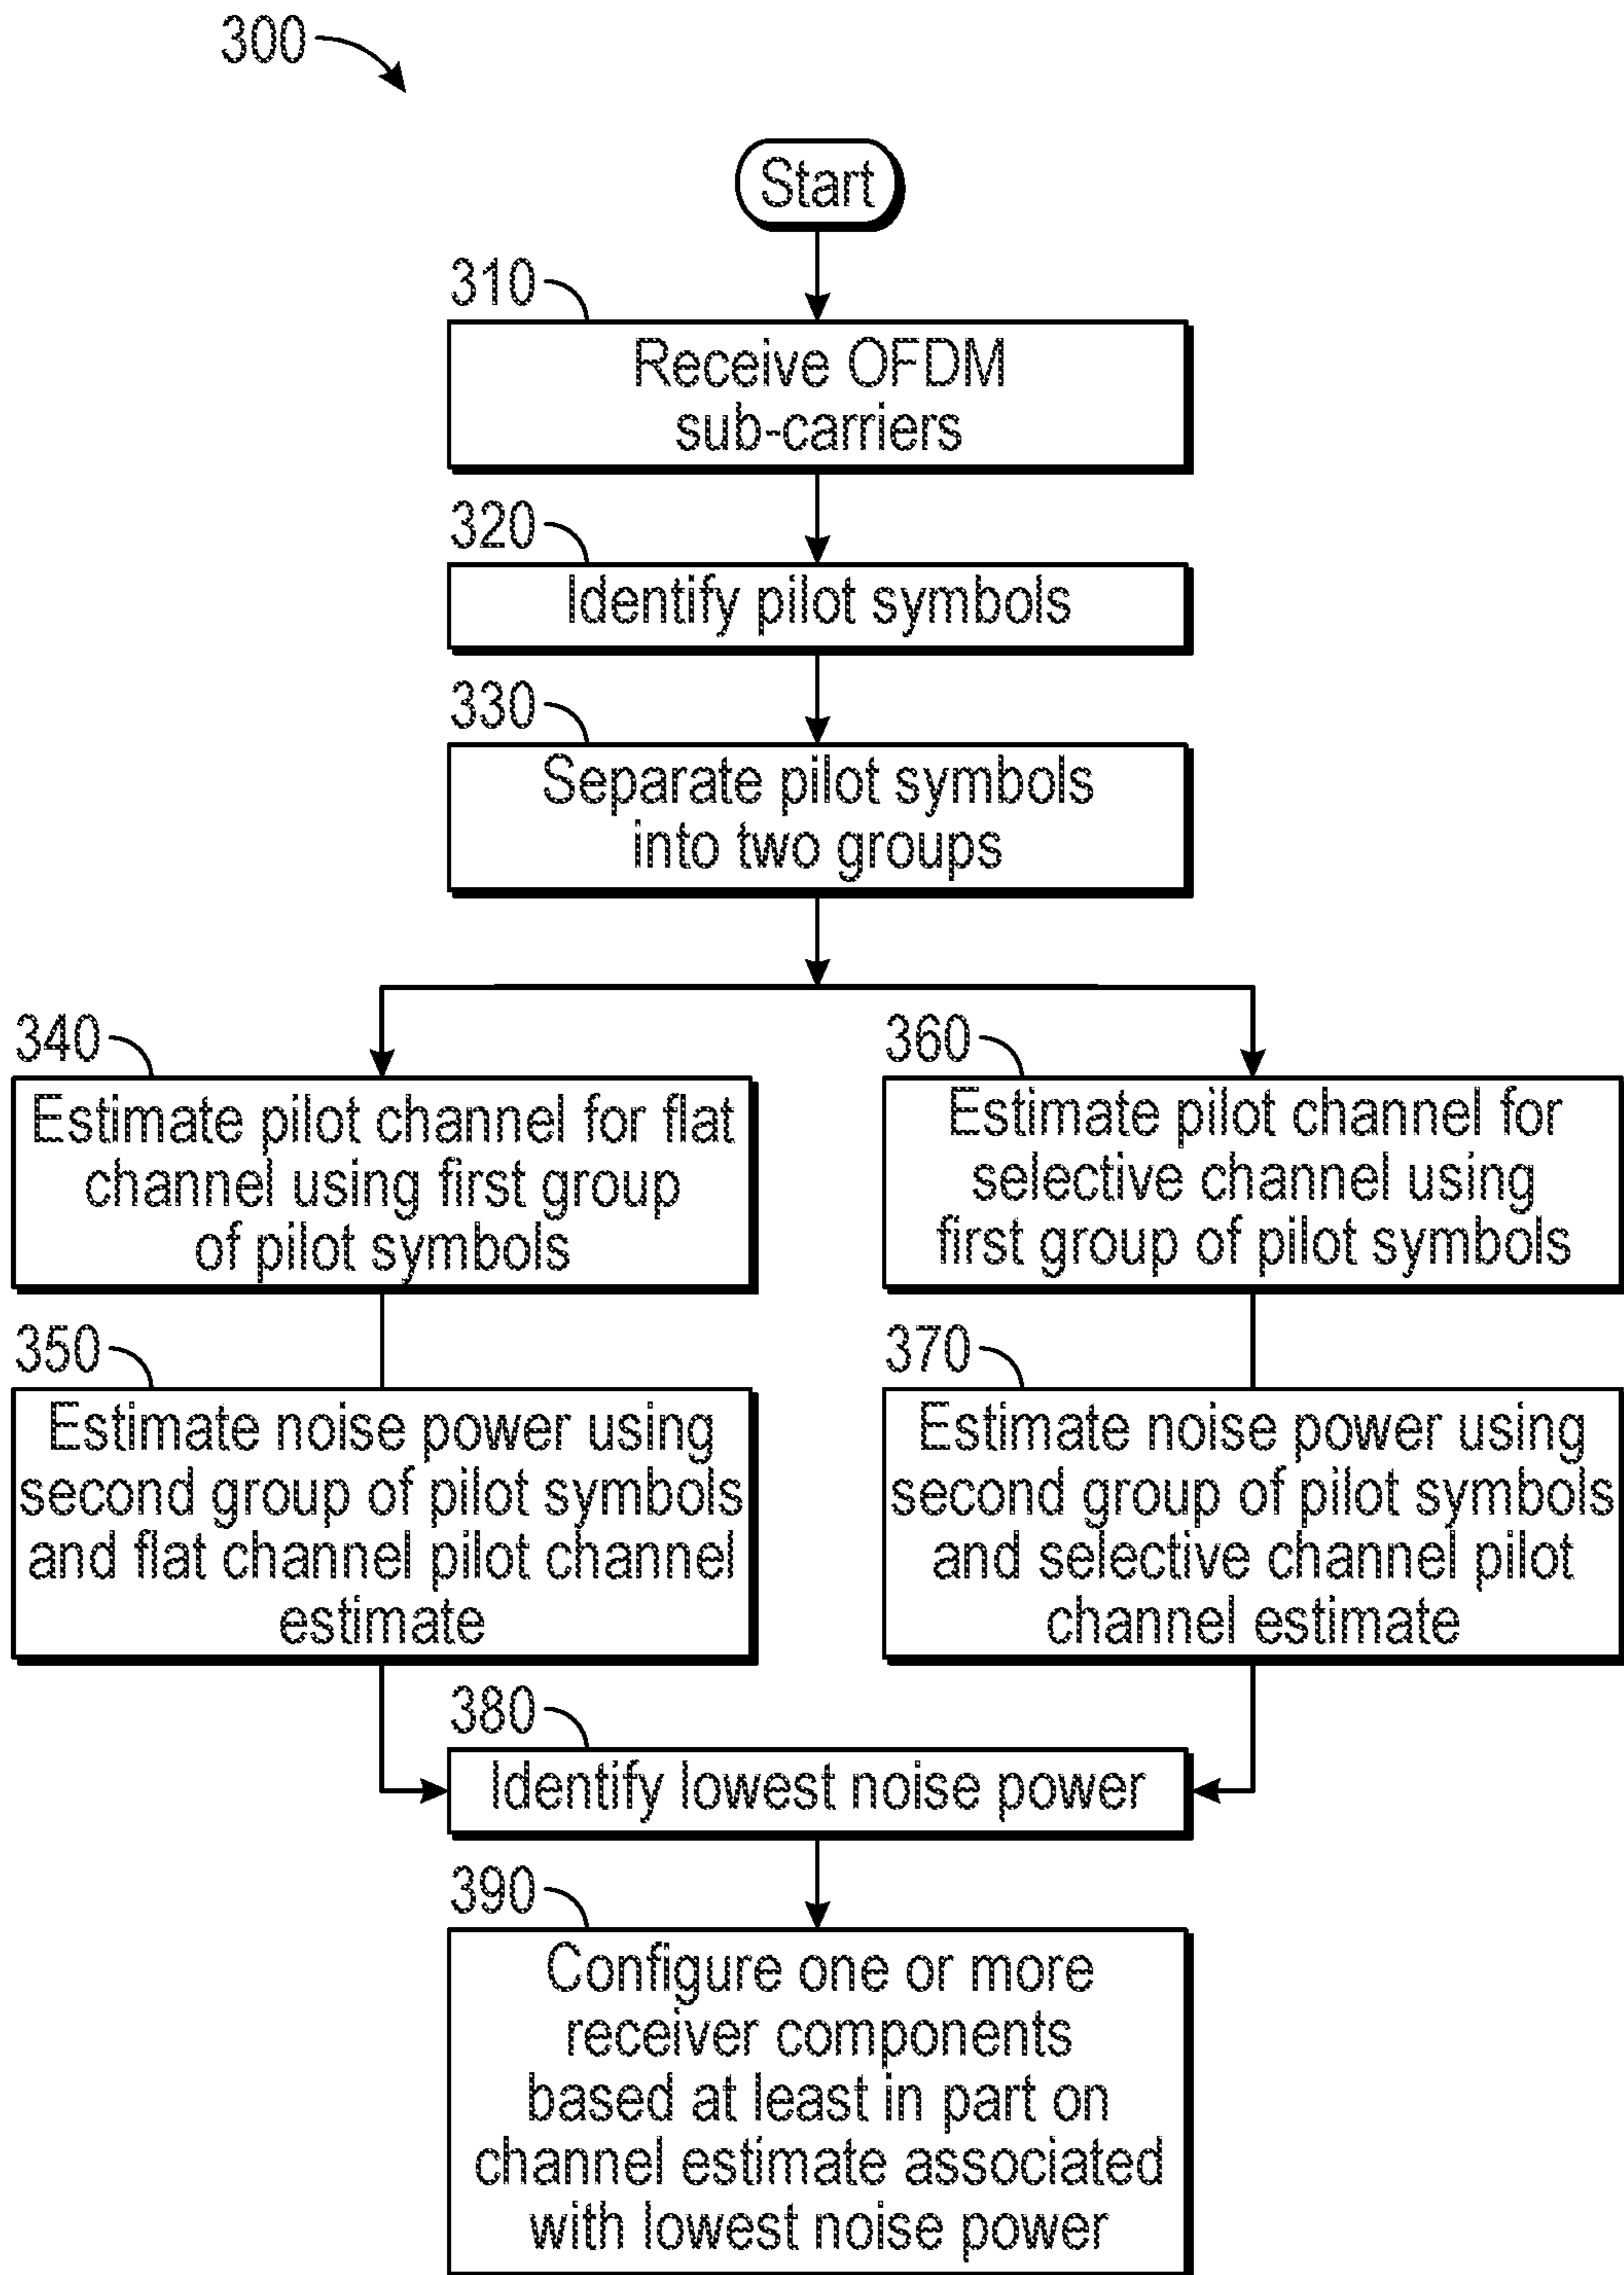 300
Start
310
Receive OFDM
sub-carriers
320
Identify pilot symbols
330
Separate pilot symbols
into two groups
340
Estimate pilot channel for flat
channel using first group
of pilot symbols
360
Estimate pilot channel for
selective channel using
first group of pilot symbols
350
Estimate noise power using
second group of pilot symbols
and flat channel pilot channel
estimate
370
Estimate noise power using
second group of pilot symbols
and selective channel pilot
channel estimate
380
Identify lowest noise power
390
Configure one or more
receiver components
based at least in part on
channel estimate associated
with lowest noise power